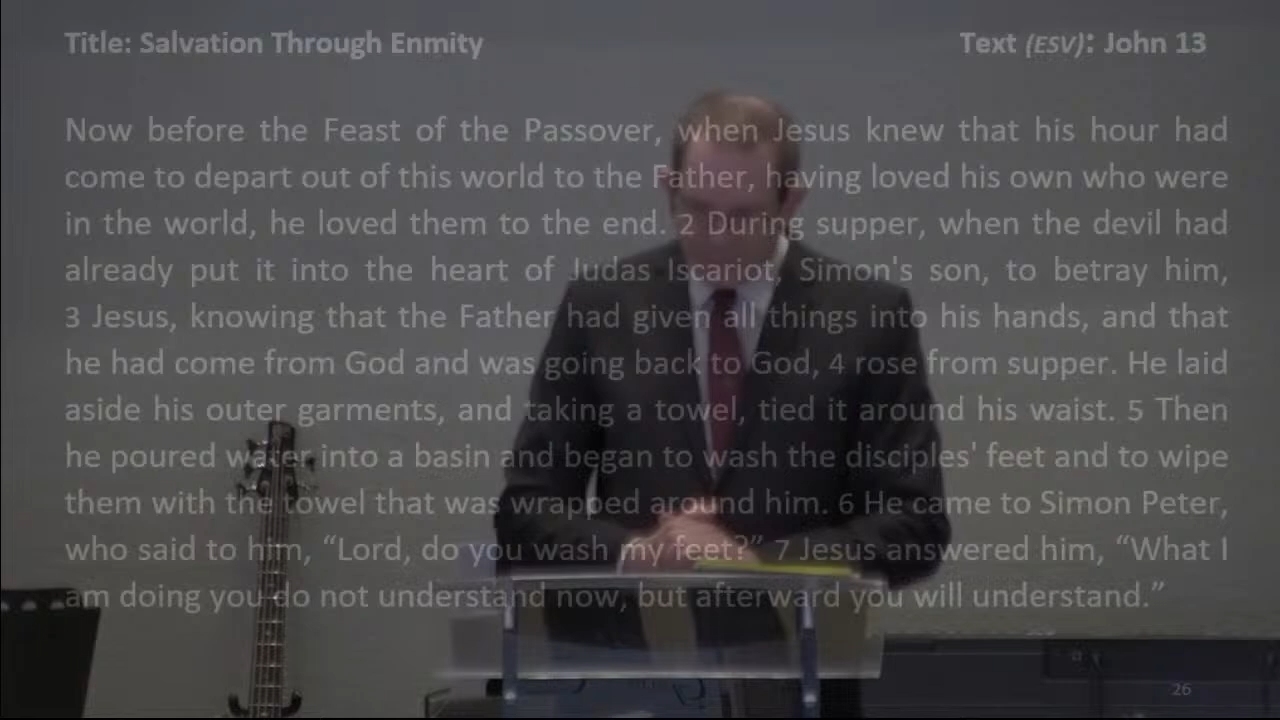 Title: Salvation Through Enmity Text (ESV): John 13
Now before the Feast of the Passover, when Jesus knew that his hour had
come to depart out of this world to the Father, having loved his own who were
in the world, he loved them to the end. 2 During supper, when the devil had
already put it into the heart of Judas Iscariot, Simon's son, to betray him,
3 Jesus, knowing that the Father had given all things into his hands, and that
he had come from God and was going back to God, 4 rose from supper. He laid
aside his outer garments, and taking a towel, tied it around his waist. 5 Then
he poured water into a basin and began to wash the disciples' feet and to wipe
them with the towel that was wrapped around him. 6 He came to Simon Peter,
who said to him, “Lord, do you wash my feet?” 7 Jesus answered him, “What I
am doing you do not understand now, but afterward you will understand.”
26